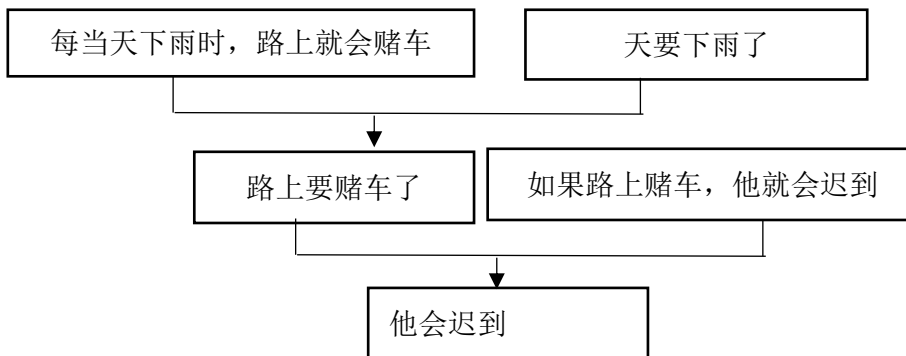 每当天下雨时，路上就会赌车
天要下雨了
路上要赌车了
如果路上赌车，他就会迟到
他会迟到